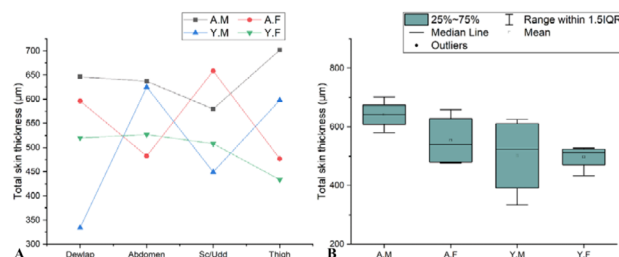 A.M A.F
Y.M Y.F
700
650
600
550
500
450
400
350
300
Total skin thickness (μm)
Dewlap Abdomen Sc/Udd Thigh
A
25%~75% Range within 1.5IQR
Median Line Mean
Outliers
800
600
400
200
Total skin thickness (μm)
A.M A.F Y.M Y.F
B